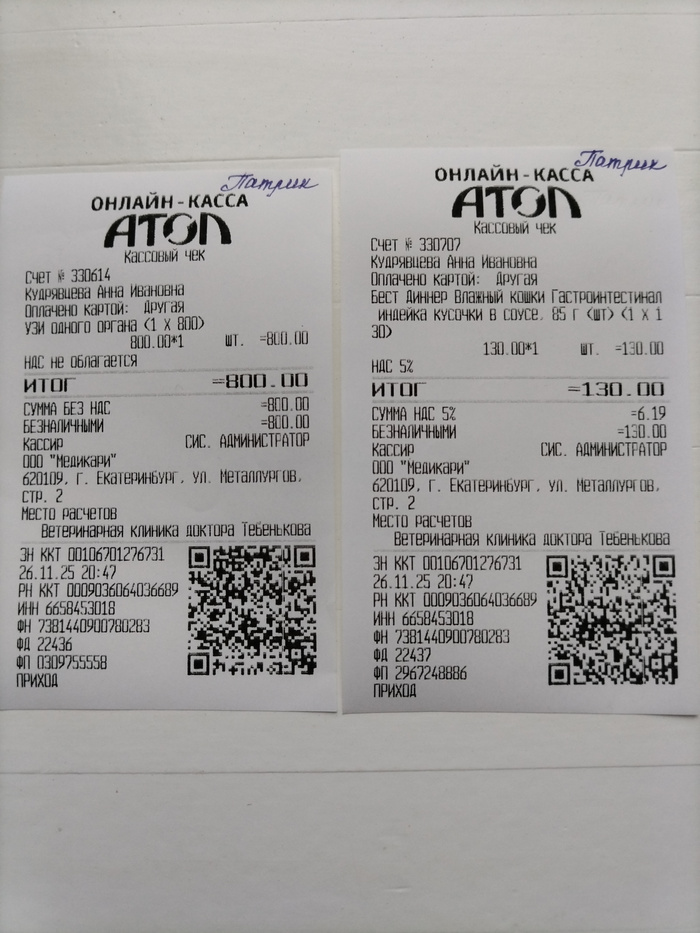 Патрик
ОНЛАЙН-КАССА
АТОЛ
Кассовый чек
Счет № 330614
Кудрявцева Анна Ивановна
Оплачено картой: Другая
УЗИ одного органа (1 X 800)
800.00*1 шт. =800.00
НДС не облагается
ИТОГ =800.00
СУММА БЕЗ НДС =800.00
БЕЗНАЛИЧНЫМИ =800.00
Кассир СИС. АДМИНИСТРАТОР
ООО "Медикари"
620109, г. Екатеринбург, ул. Металлургов,
стр. 2
Место расчетов
Ветеринарная клиника доктора Тебенькова
ЗН ККТ 00106701276731
26.11.25 20:47
РН ККТ 0009036064036689
ИНН 6658453018
ФН 7381440900780283
ФД 22436
ФП 0309755558
ПРИХОД
Патрик
ОНЛАЙН-КАССА
АТОЛ
Кассовый чек
Счет № 330707
Кудрявцева Анна Ивановна
Оплачено картой: Другая
Бест Диннер Влажный кошки Гастроинтестинал
индейка кусочки в соусе, 85 г (шт) (1 X 1
30)
130.00*1 шт. =130.00
НДС 5%
ИТОГ =130.00
СУММА НДС 5% =6.19
БЕЗНАЛИЧНЫМИ =130.00
Кассир СИС. АДМИНИСТРАТОР
ООО "Медикари"
620109, г. Екатеринбург, ул. Металлургов,
стр. 2
Место расчетов
Ветеринарная клиника доктора Тебенькова
ЗН ККТ 00106701276731
26.11.25 20:47
РН ККТ 0009036064036689
ИНН 6658453018
ФН 7381440900780283
ФД 22437
ФП 2967248886
ПРИХОД